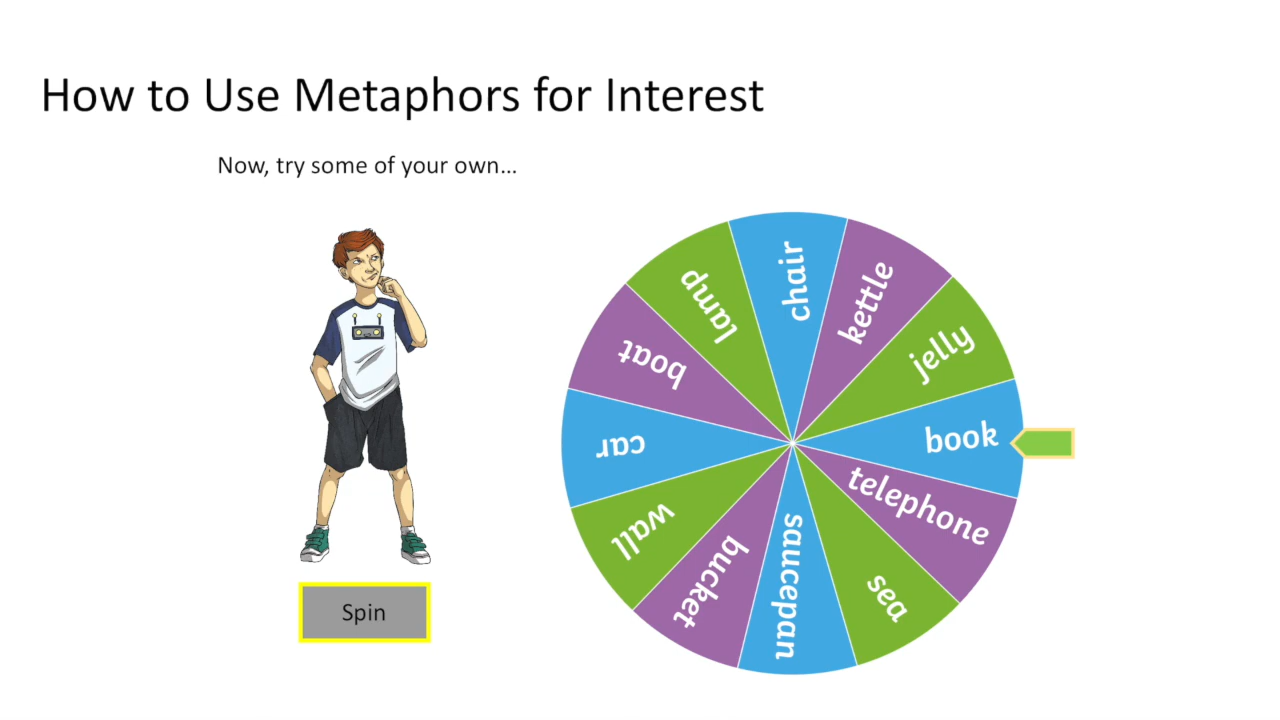 How to Use Metaphors for Interest
Now, try some of your own...
chair
kettle
jelly
book
telephone
sea
saucepan
bucket
wall
car
boat
lamp
Spin